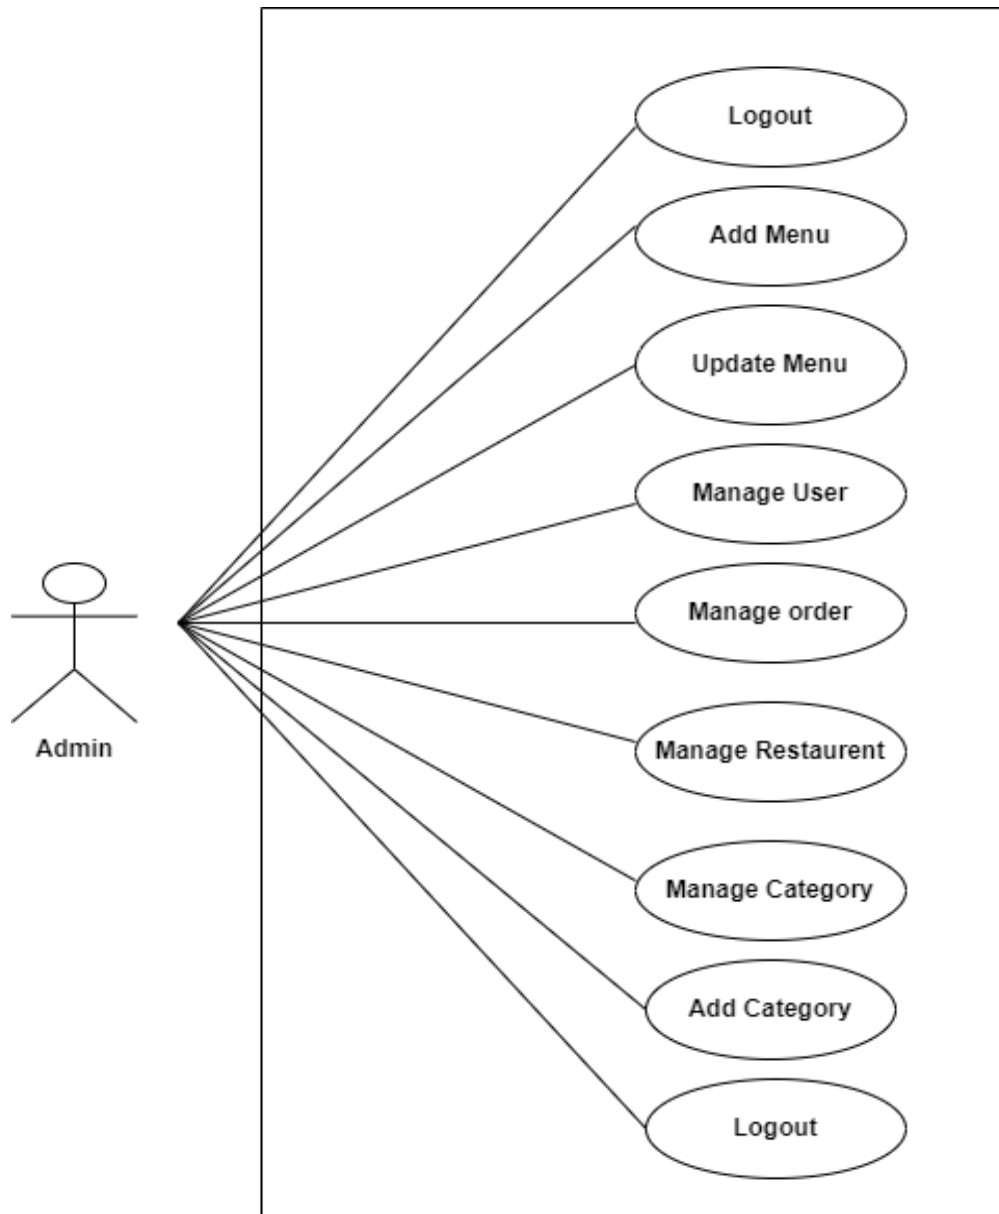 Logout
Add Menu
Update Menu
Manage User
Manage order
Admin
Manage Restaurent
Manage Category
Add Category
Logout